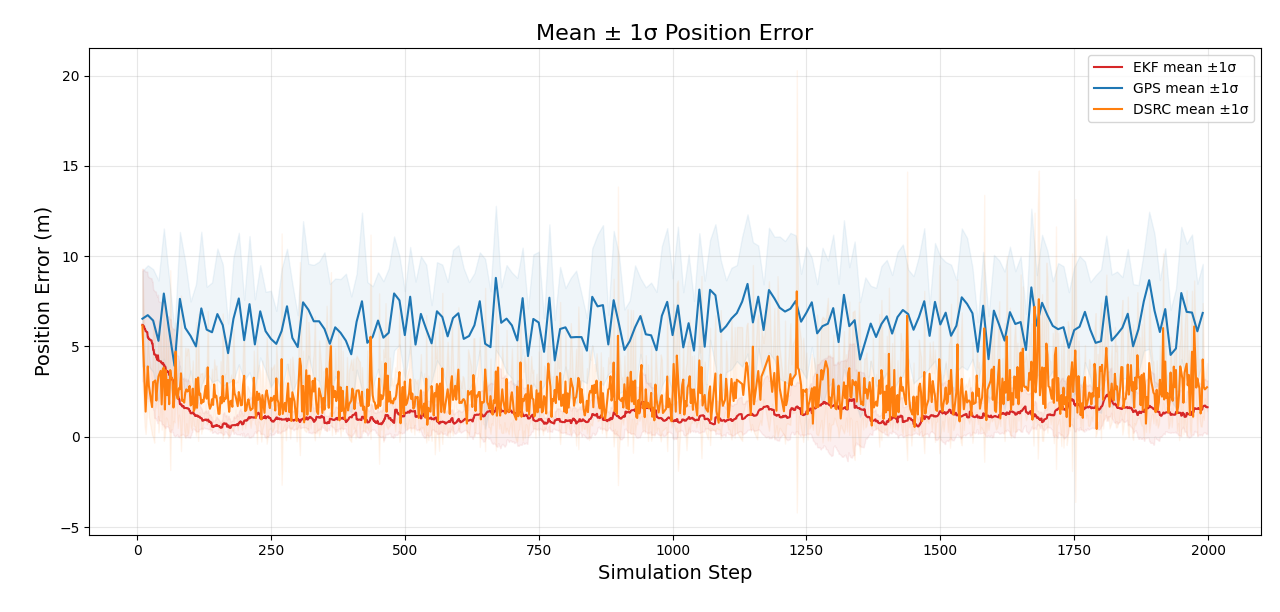 Mean ± 1σ Position Error
Position Error (m)
20
15
10
5
0
−5
0 250 500 750 1000 1250 1500 1750 2000
Simulation Step
EKF mean ±1σ
GPS mean ±1σ
DSRC mean ±1σ